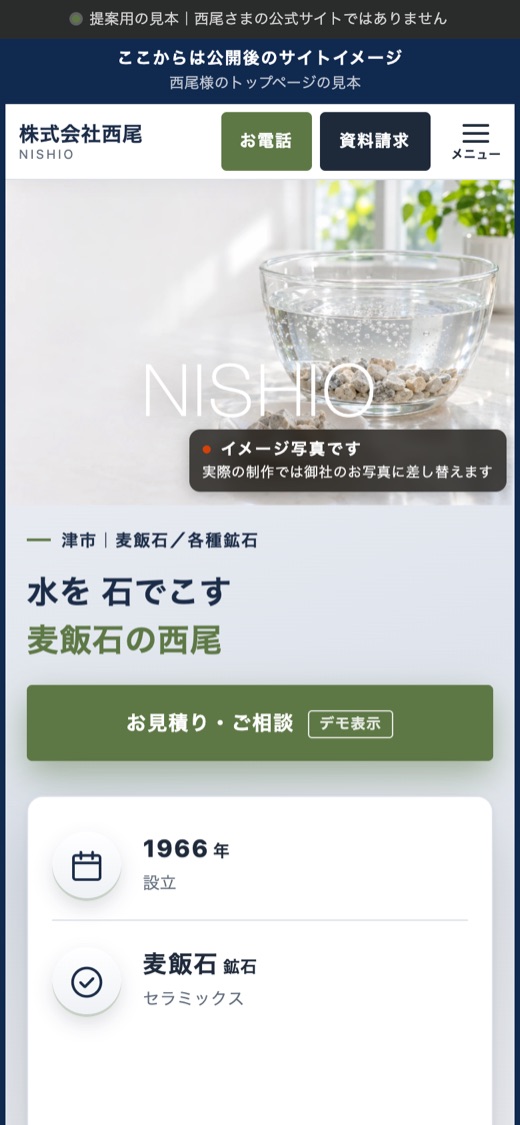 提案用の見本｜西尾さまの公式サイトではありません
ここからは公開後のサイトイメージ
西尾様のトップページの見本
株式会社西尾
NISHIO
お電話
資料請求
メニュー
NISHIO
イメージ写真です
実際の制作では御社のお写真に差し替えます
津市｜麦飯石／各種鉱石
水を 石でこす
麦飯石の西尾
お見積り・ご相談 デモ表示
1966 年
設立
麦飯石 鉱石
セラミックス